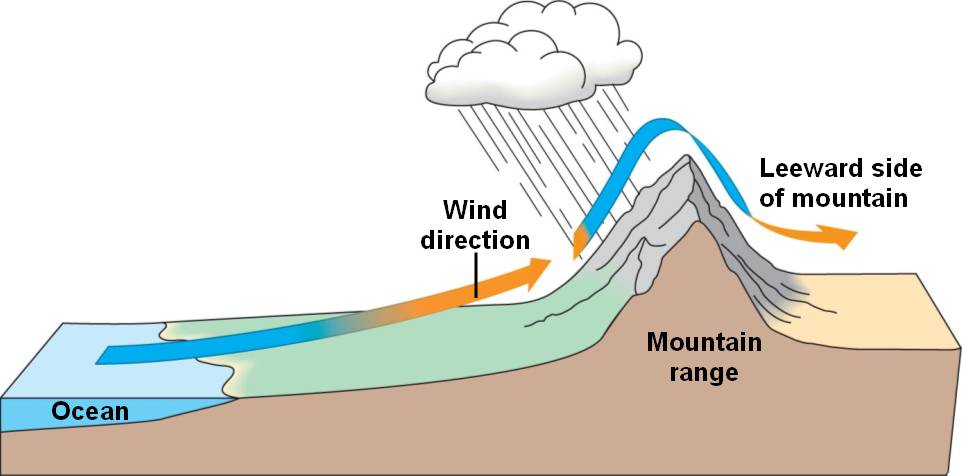 Leeward side
of mountain
Wind
direction
Mountain
range
Ocean